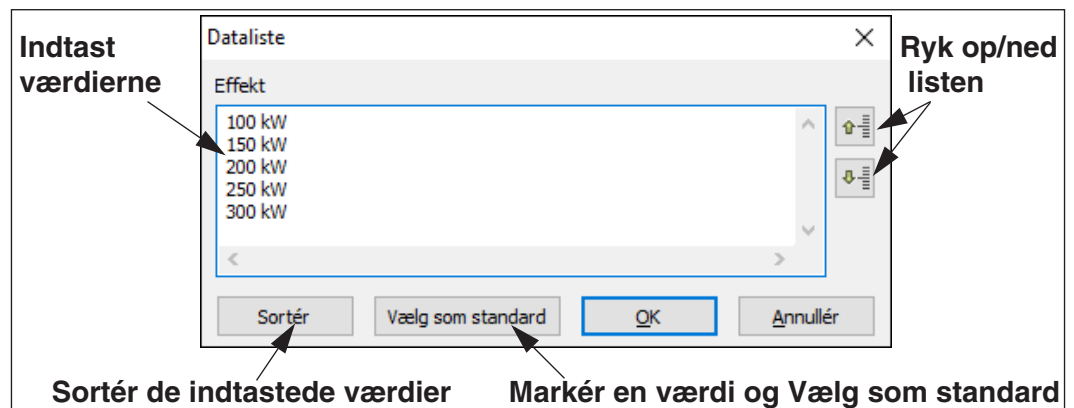 Dataliste
Indtast
værdierne
Ryk op/ned
listen
Effekt
100 kW
150 kW
200 kW
250 kW
300 kW
Sortér
Vælg som standard
OK
Annullér
Sortér de indtastede værdier
Markér en værdi og Vælg som standard